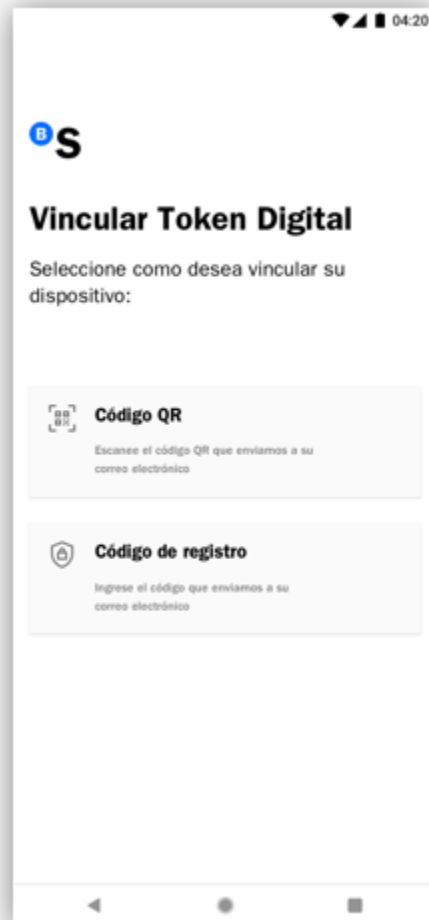 04:20
BS
Vincular Token Digital
Seleccione como desea vincular su
dispositivo:
Código QR
Escanee el código QR que enviamos a su
correo electrónico
Código de registro
Ingrese el código que enviamos a su
correo electrónico